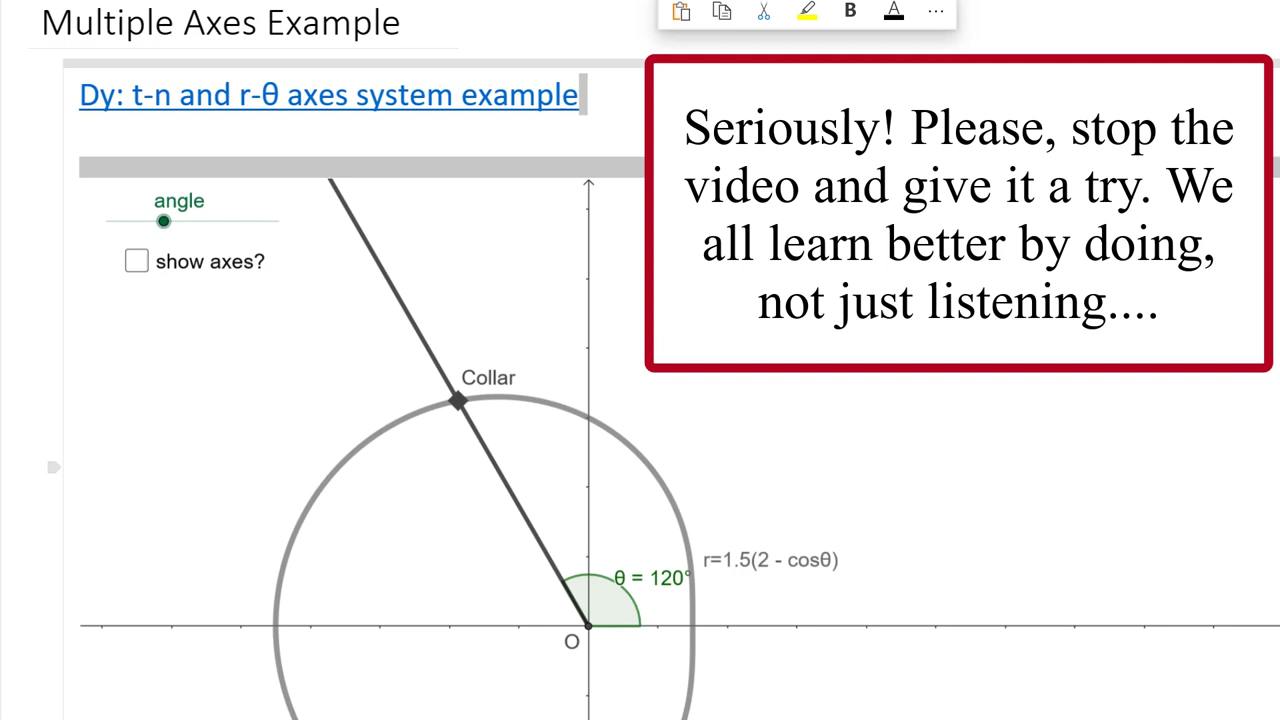 Multiple Axes Example
B A ...
Dy: t-n and r-θ axes system example
Seriously! Please, stop the
video and give it a try. We
all learn better by doing,
not just listening....
angle
show axes?
Collar
r=1.5(2 - cosθ)
θ = 120°
O